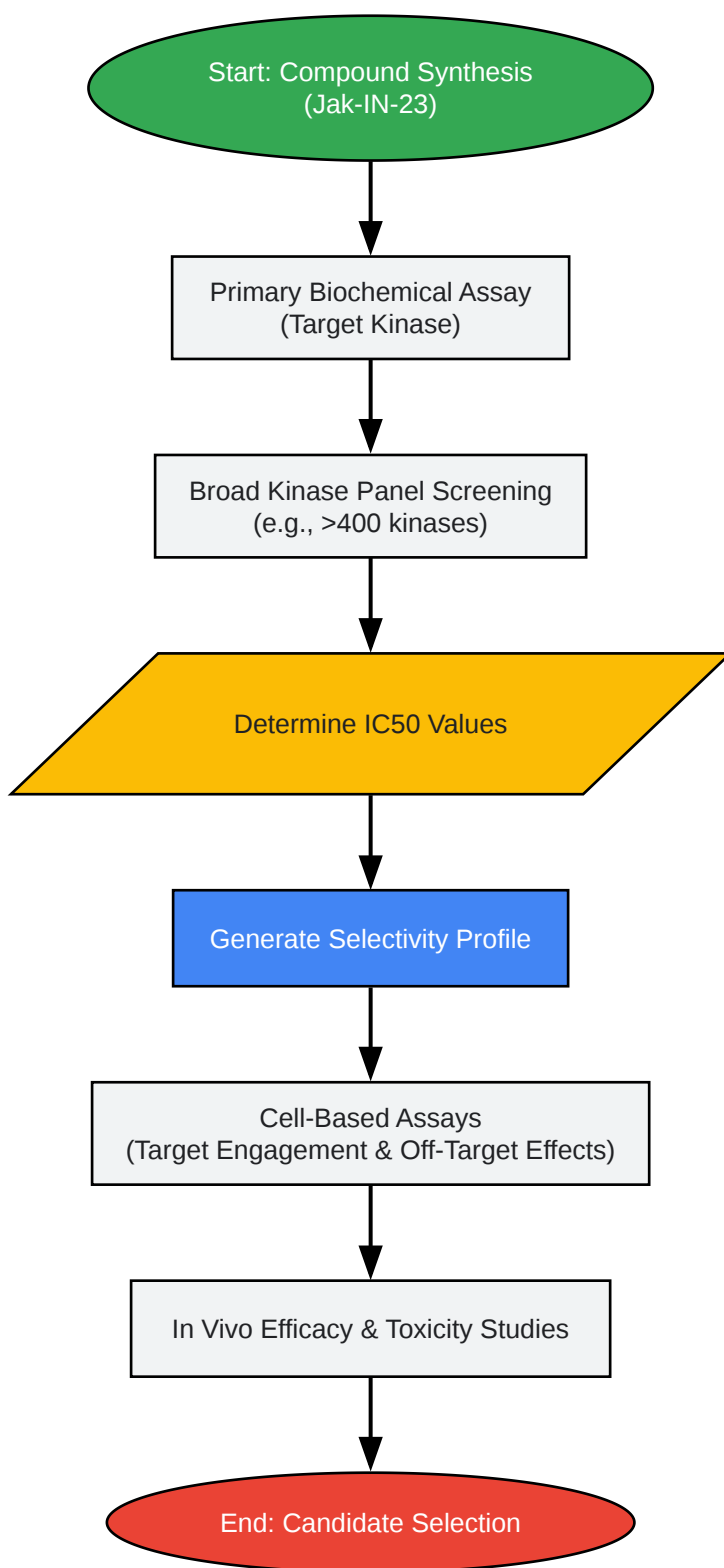 Start: Compound Synthesis
(Jak-IN-23)
Primary Biochemical Assay
(Target Kinase)
Broad Kinase Panel Screening
(e.g., >400 kinases)
Determine IC50 Values
Generate Selectivity Profile
Cell-Based Assays
(Target Engagement & Off-Target Effects)
In Vivo Efficacy & Toxicity Studies
End: Candidate Selection